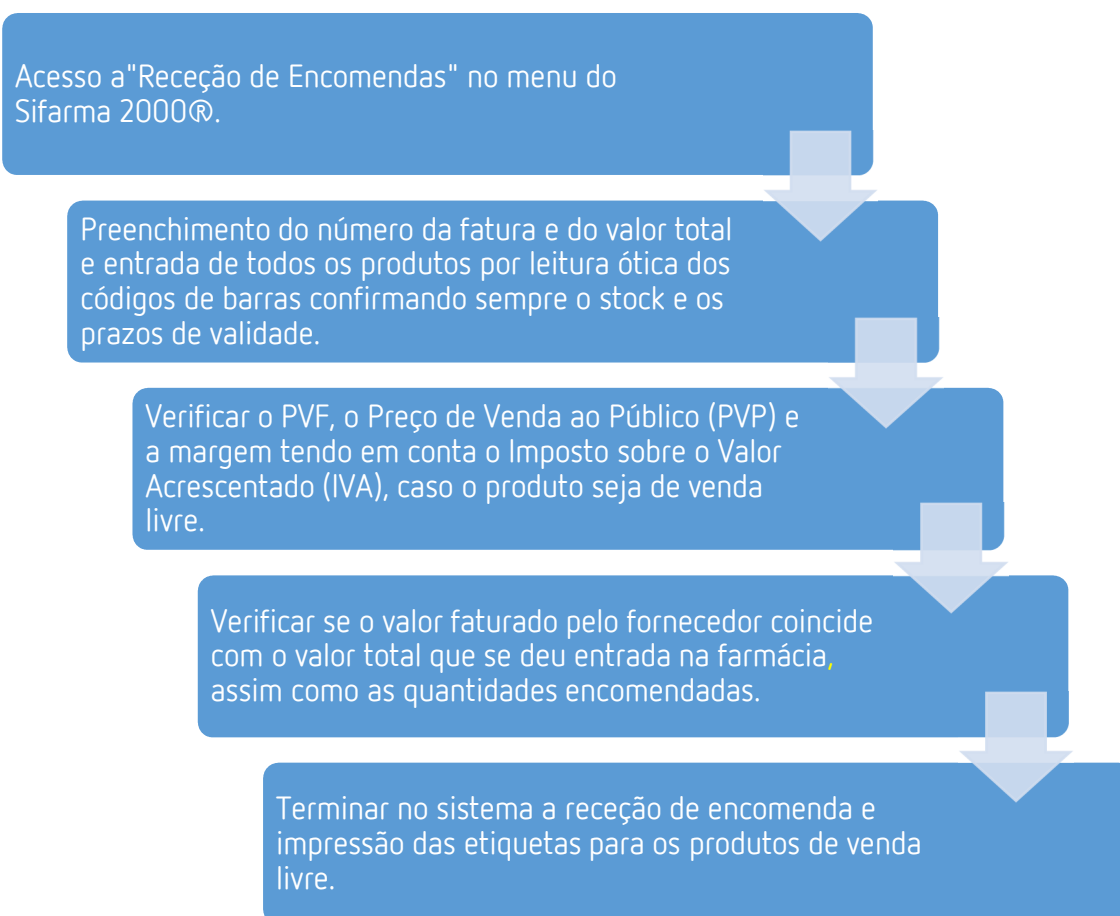 Acesso a"Receção de Encomendas" no menu do
Sifarma 2000®.
Preenchimento do número da fatura e do valor total
e entrada de todos os produtos por leitura ótica dos
códigos de barras confirmando sempre o stock e os
prazos de validade.
Verificar o PVF, o Preço de Venda ao Público (PVP) e
a margem tendo em conta o Imposto sobre o Valor
Acrescentado (IVA), caso o produto seja de venda
livre.
Verificar se o valor faturado pelo fornecedor coincide
com o valor total que se deu entrada na farmácia,
assim como as quantidades encomendadas.
Terminar no sistema a receção de encomenda e
impressão das etiquetas para os produtos de venda
livre.